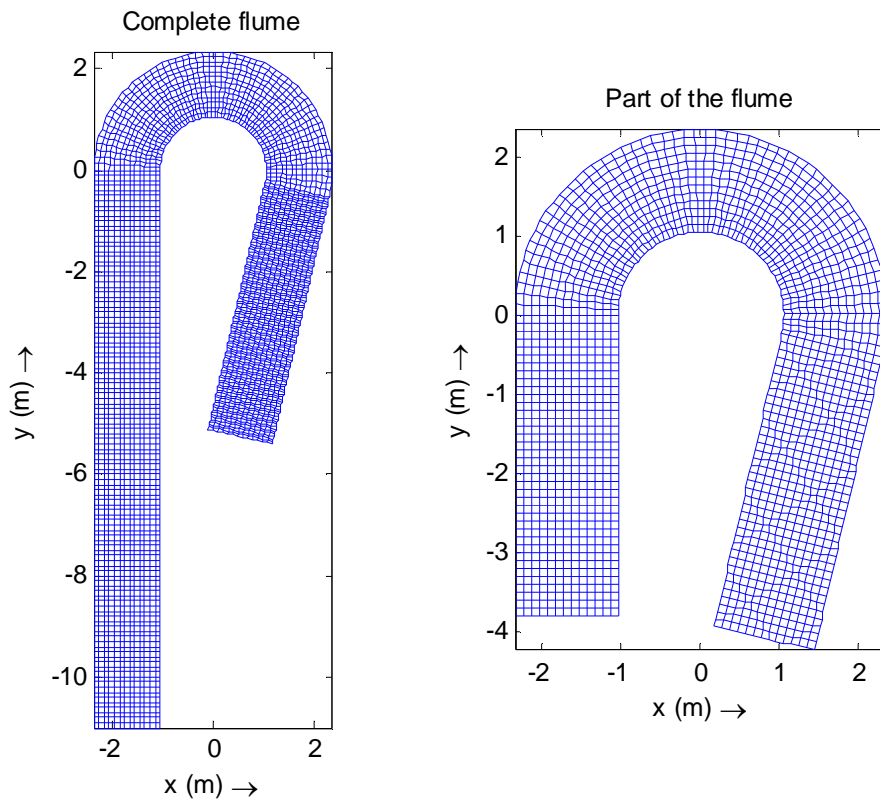 Complete flume
2
0
-2
-4
-6
-8
-10
y (m) →
-2 0 2
x (m) →
Part of the flume
2
1
0
-1
-2
-3
-4
y (m) →
-2 -1 0 1 2
x (m) →